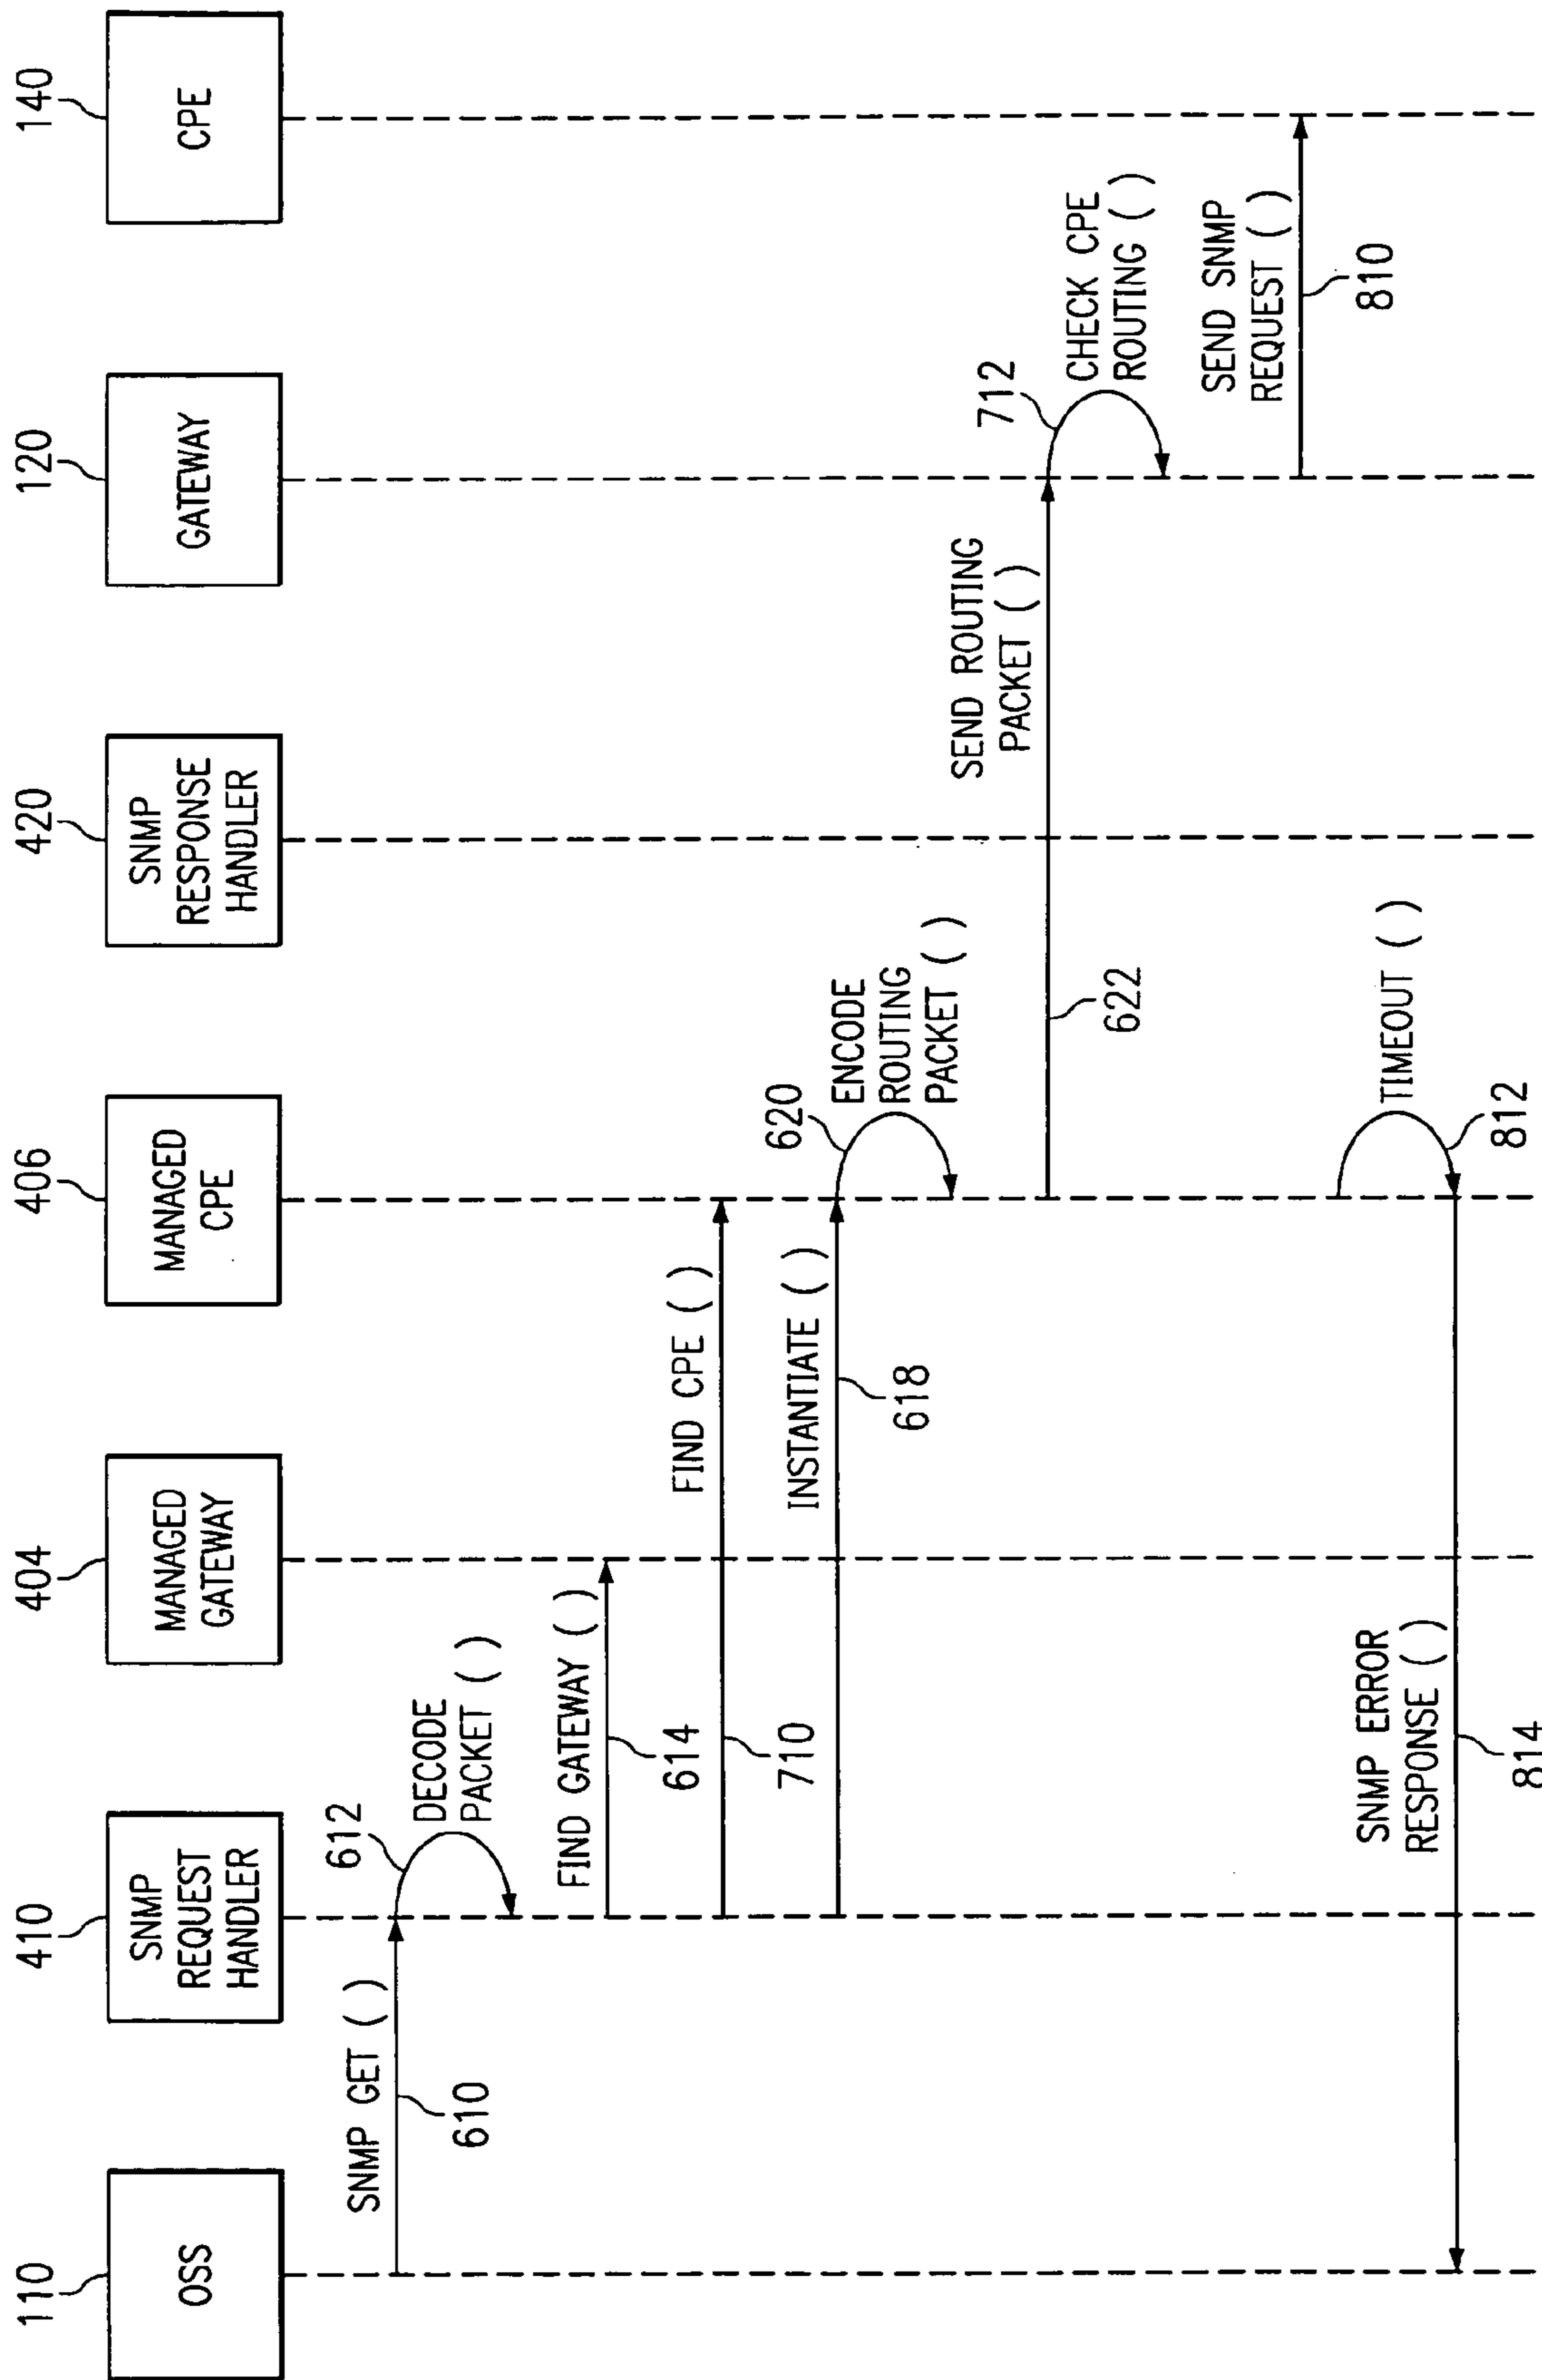 110
OSS
410
SNMP
REQUEST
HANDLER
404
MANAGED
GATEWAY
406
MANAGED
CPE
420
SNMP
RESPONSE
HANDLER
120
GATEWAY
140
CPE
SNMP GET ( )
610
612
DECODE
PACKET ( )
FIND GATEWAY ( )
614
FIND CPE ( )
710
INSTANTIATE ( )
618
620
ENCODE
ROUTING
PACKET ( )
SEND ROUTING
PACKET ( )
622
712
CHECK CPE
ROUTING ( )
SEND SNMP
REQUEST ( )
810
TIMEOUT ( )
812
SNMP ERROR
RESPONSE ( )
814